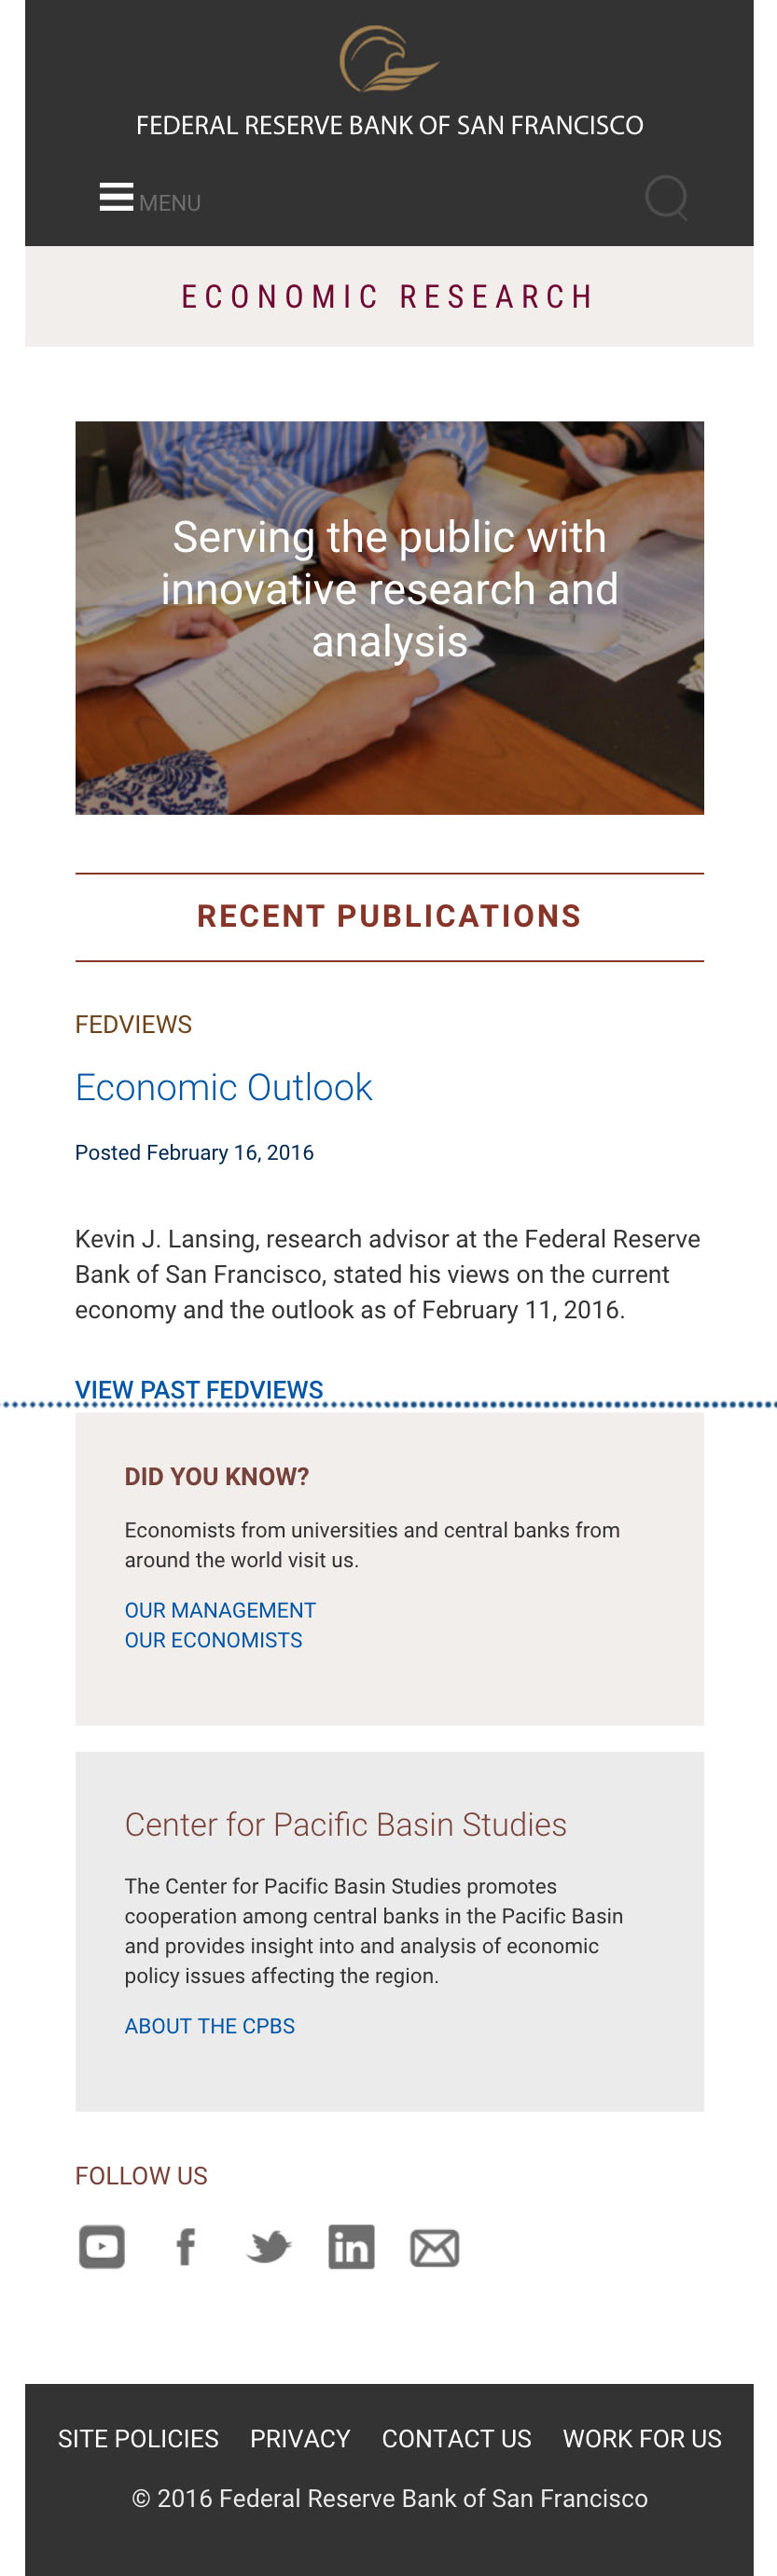 FEDERAL RESERVE BANK OF SAN FRANCISCO
MENU
ECONOMIC RESEARCH
Serving the public with
innovative research and
analysis
RECENT PUBLICATIONS
FEDVIEWS
Economic Outlook
Posted February 16, 2016
Kevin J. Lansing, research advisor at the Federal Reserve
Bank of San Francisco, stated his views on the current
economy and the outlook as of February 11, 2016.
VIEW PAST FEDVIEWS
DID YOU KNOW?
Economists from universities and central banks from
around the world visit us.
OUR MANAGEMENT
OUR ECONOMISTS
Center for Pacific Basin Studies
The Center for Pacific Basin Studies promotes
cooperation among central banks in the Pacific Basin
and provides insight into and analysis of economic
policy issues affecting the region.
ABOUT THE CPBS
FOLLOW US
f
in
SITE POLICIES PRIVACY CONTACT US WORK FOR US
© 2016 Federal Reserve Bank of San Francisco